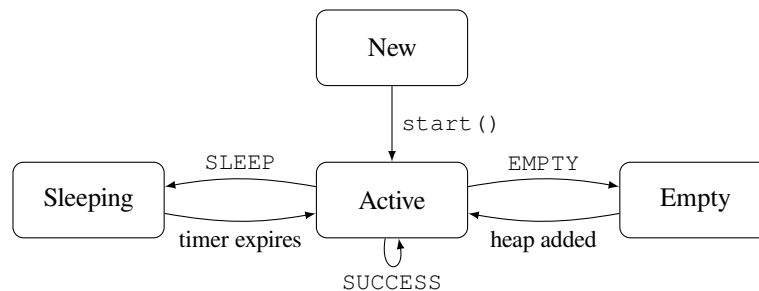 New
start()
SLEEP
EMPTY
Sleeping
Active
Empty
timer expires
heap added
SUCCESS